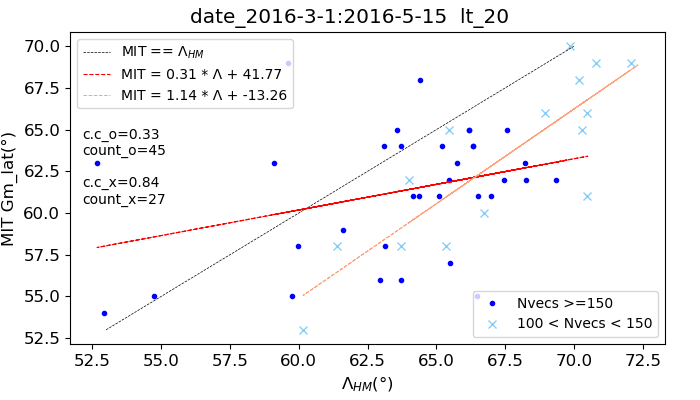 date_2016-3-1:2016-5-15 lt_20
MIT == Λ_HM
MIT = 0.31 * Λ + 41.77
MIT = 1.14 * Λ + -13.26
c.c_o=0.33
count_o=45
c.c_x=0.84
count_x=27
MIT Gm_lat(°)
70.0
67.5
65.0
62.5
60.0
57.5
55.0
52.5
Nvecs >=150
100 < Nvecs < 150
52.5 55.0 57.5 60.0 62.5 65.0 67.5 70.0 72.5
Λ_HM(°)